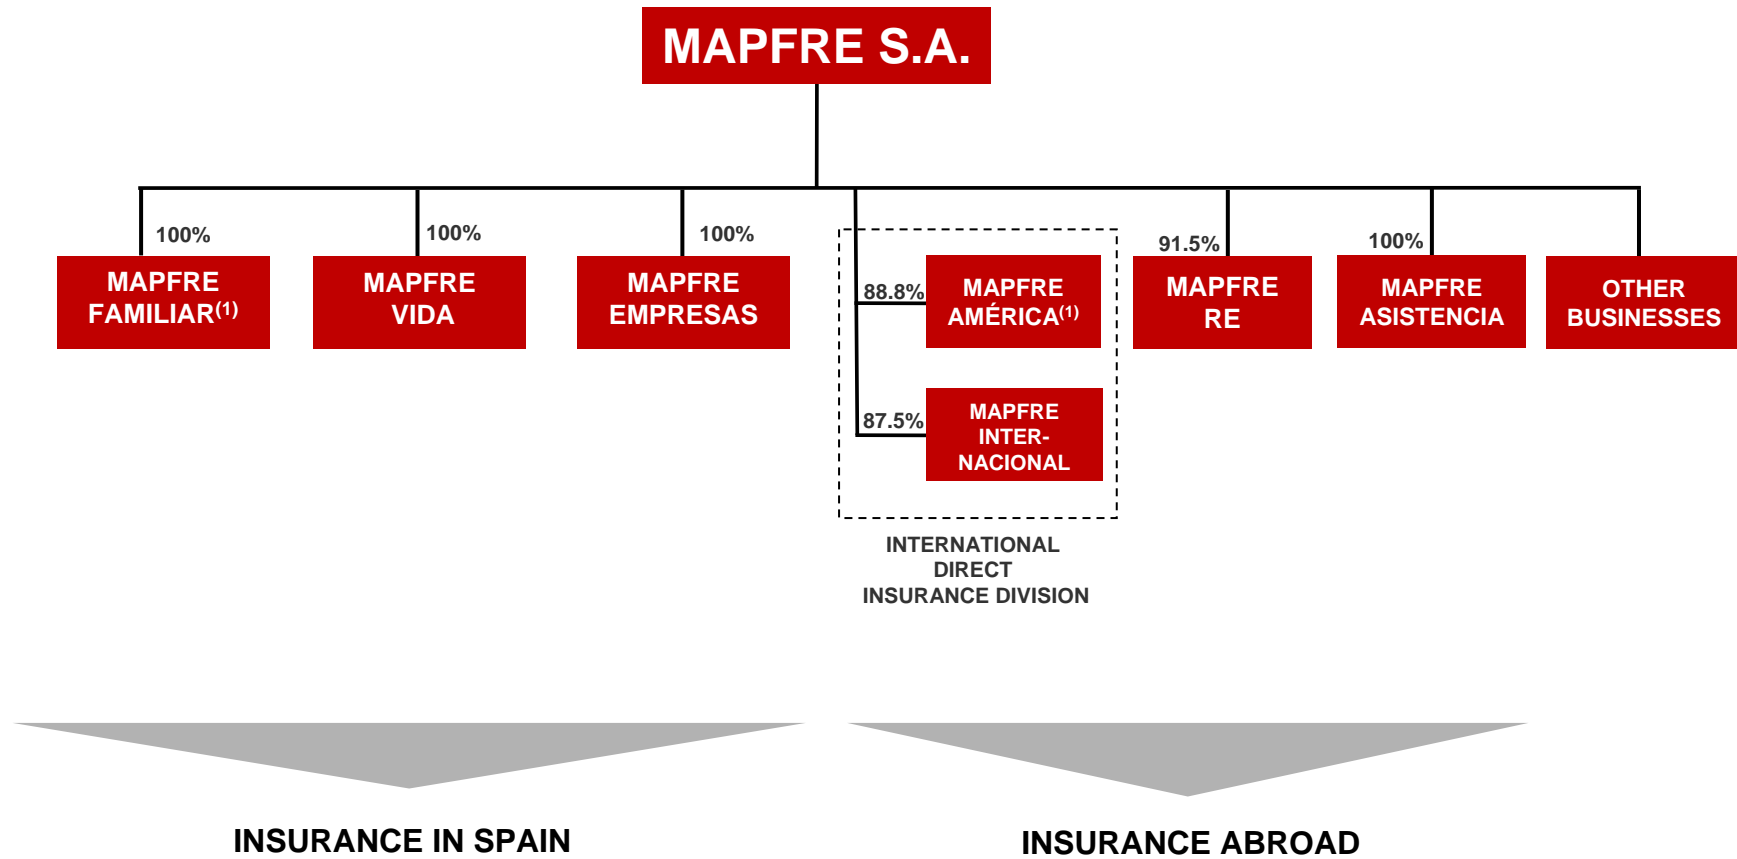 MAPFRE S.A.
100%
MAPFRE
FAMILIAR(1)
100%
MAPFRE
VIDA
100%
MAPFRE
EMPRESAS
88.8%
MAPFRE
AMÉRICA(1)
87.5%
MAPFRE
INTER-
NACIONAL
INTERNATIONAL
DIRECT
INSURANCE DIVISION
91.5%
MAPFRE
RE
100%
MAPFRE
ASISTENCIA
OTHER
BUSINESSES
INSURANCE IN SPAIN
INSURANCE ABROAD